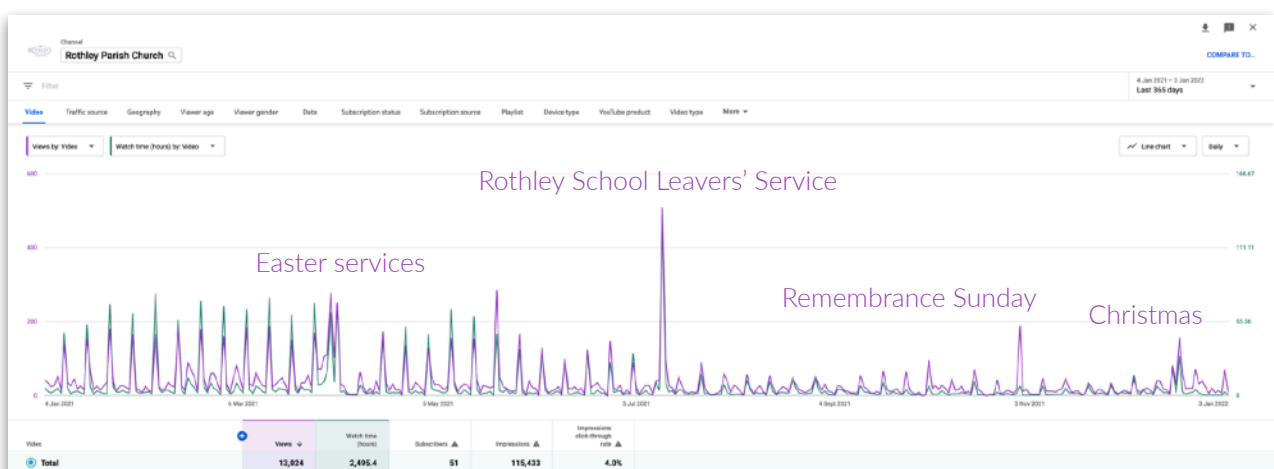 Channel
Rothley Parish Church
COMPARE TO...
Filter
4 Jan 2021 – 3 Jan 2022
Last 365 days
Video Traffic source Geography Viewer age Viewer gender Date Subscription status Subscription source Playlist Device type YouTube product Video type More
Views by: Video Watch time (hours) by: Video Line chart Daily
600 166.67
Rothley School Leavers' Service
400 111.11
Easter services
Remembrance Sunday
Christmas
200 55.56
0 0
4 Jan 2021 6 Mar 2021 5 May 2021 5 Jul 2021 4 Sept 2021 3 Nov 2021 3 Jan 2022
Video Views Watch time (hours) Subscribers Impressions Impressions click-through rate
Total 13,024 2,495.4 51 115,433 4.0%